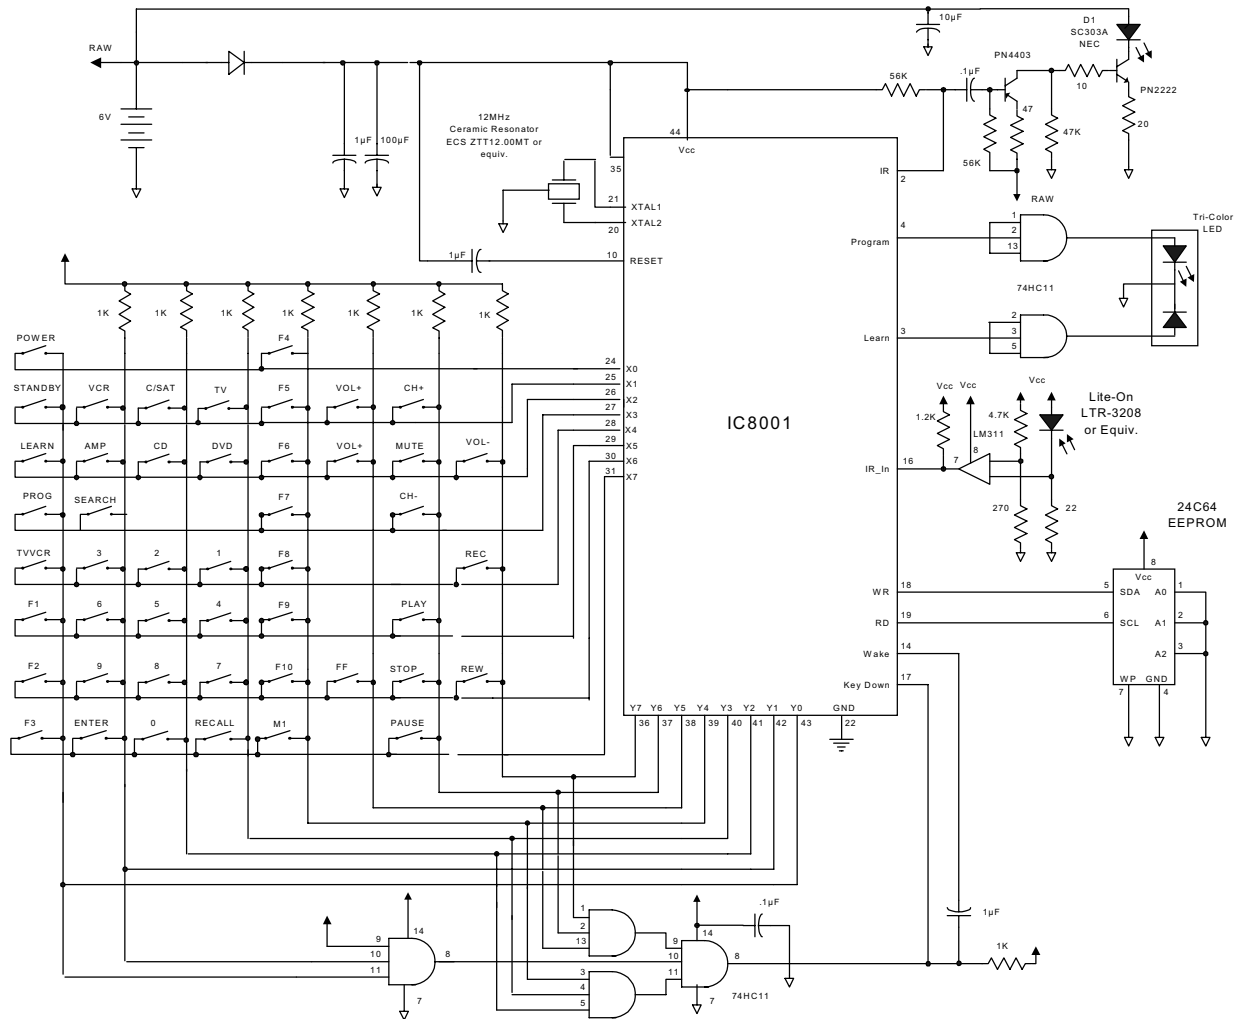 10µF
D1
SC303A
NEC
RAW
PN4403
56K
.1µF
10
PN2222
6V
1µF
100µF
12MHz
Ceramic Resonator
ECS ZTT12.00MT or
equiv.
44
Vcc
47
47K
20
56K
35
IR
2
RAW
21
XTAL1
XTAL2
20
4
Program
1
2
13
Tri-Color
LED
1µF
10
RESET
74HC11
1K
1K
1K
1K
1K
1K
1K
POWER
F4
3
Learn
2
3
5
24
X0
STANDBY
VCR
C/SAT
TV
F5
VOL+
CH+
25
X1
26
X2
27
X3
28
X4
29
X5
30
X6
31
X7
IC8001
Vcc
Vcc
Vcc
1.2K
4.7K
Lite-On
LTR-3208
or Equiv.
LM311
8
7
LEARN
AMP
CD
DVD
F6
VOL+
MUTE
VOL-
IR_In
16
PROG
SEARCH
F7
CH-
270
22
24C64
EEPROM
TVVCR
3
2
1
F8
REC
8
Vcc
WR
18
5
SDA
A0
1
F1
6
5
4
F9
PLAY
RD
19
6
SCL
A1
2
Wake
14
A2
3
F2
9
8
7
F10
FF
STOP
REW
Key Down
17
WP
GND
7
4
Y7
Y6
Y5
Y4
Y3
Y2
Y1
Y0
GND
36
37
38
39
40
41
42
43
22
F3
ENTER
0
RECALL
M1
PAUSE
1
2
13
14
.1µF
1µF
9
10
11
14
8
7
9
10
11
8
1K
3
4
5
7
74HC11